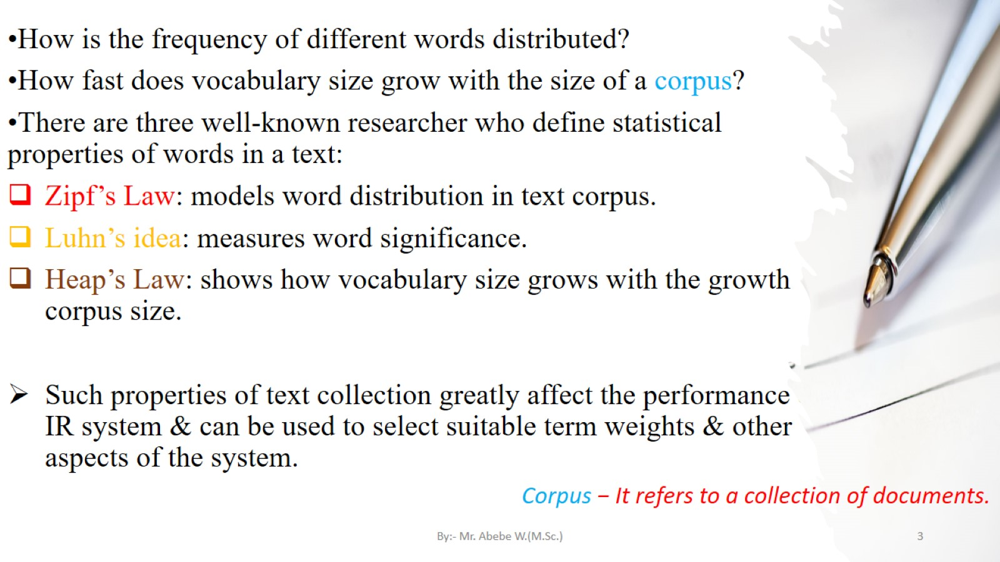 •How is the frequency of different words distributed?
•How fast does vocabulary size grow with the size of a corpus?
•There are three well-known researcher who define statistical
properties of words in a text:
❑ Zipf’s Law: models word distribution in text corpus.
❑ Luhn’s idea: measures word significance.
❑ Heap’s Law: shows how vocabulary size grows with the growth
corpus size.
➢ Such properties of text collection greatly affect the performance
IR system & can be used to select suitable term weights & other
aspects of the system.
Corpus – It refers to a collection of documents.
By:- Mr. Abebe W.(M.Sc.)
3